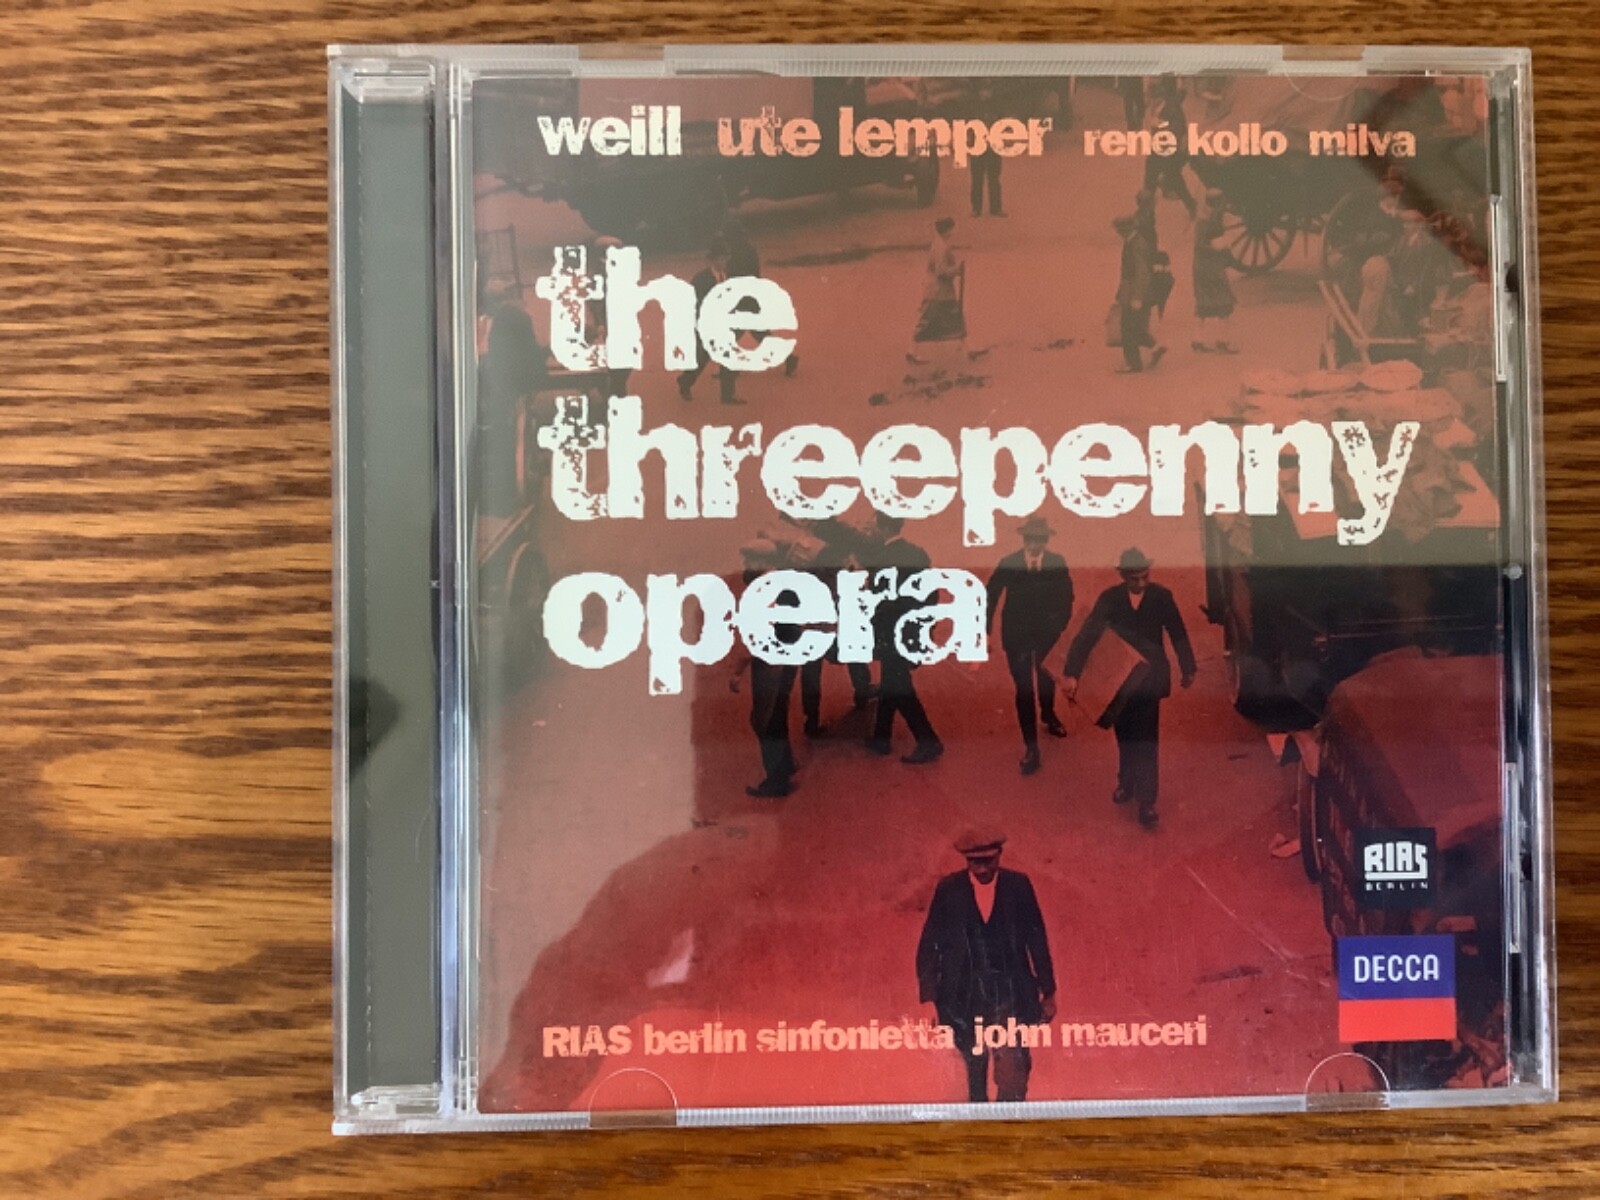 weill ute lemper rené kollo milva
the
threepenny
opera
RIAS
BERLIN
DECCA
RIAS berlin sinfonietta john mauceri